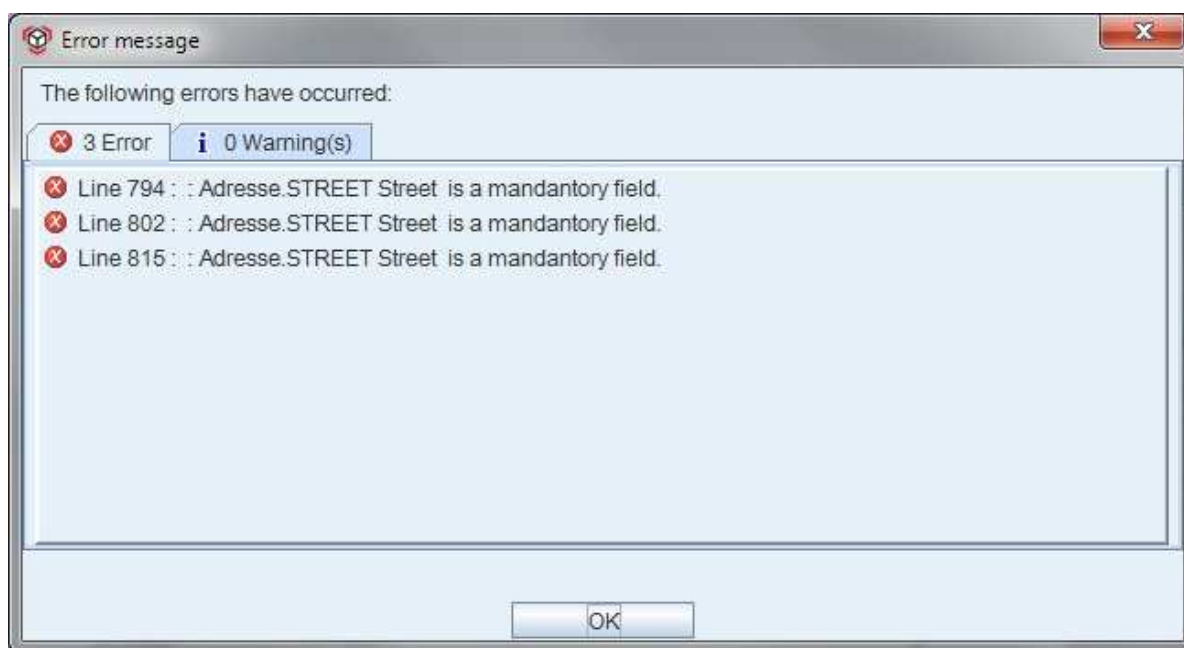 Error message
The following errors have occurred:
3 Error
i 0 Warning(s)
Line 794 : : Adresse.STREET Street is a mandantory field.
Line 802 : : Adresse.STREET Street is a mandantory field.
Line 815 : : Adresse.STREET Street is a mandantory field.
OK